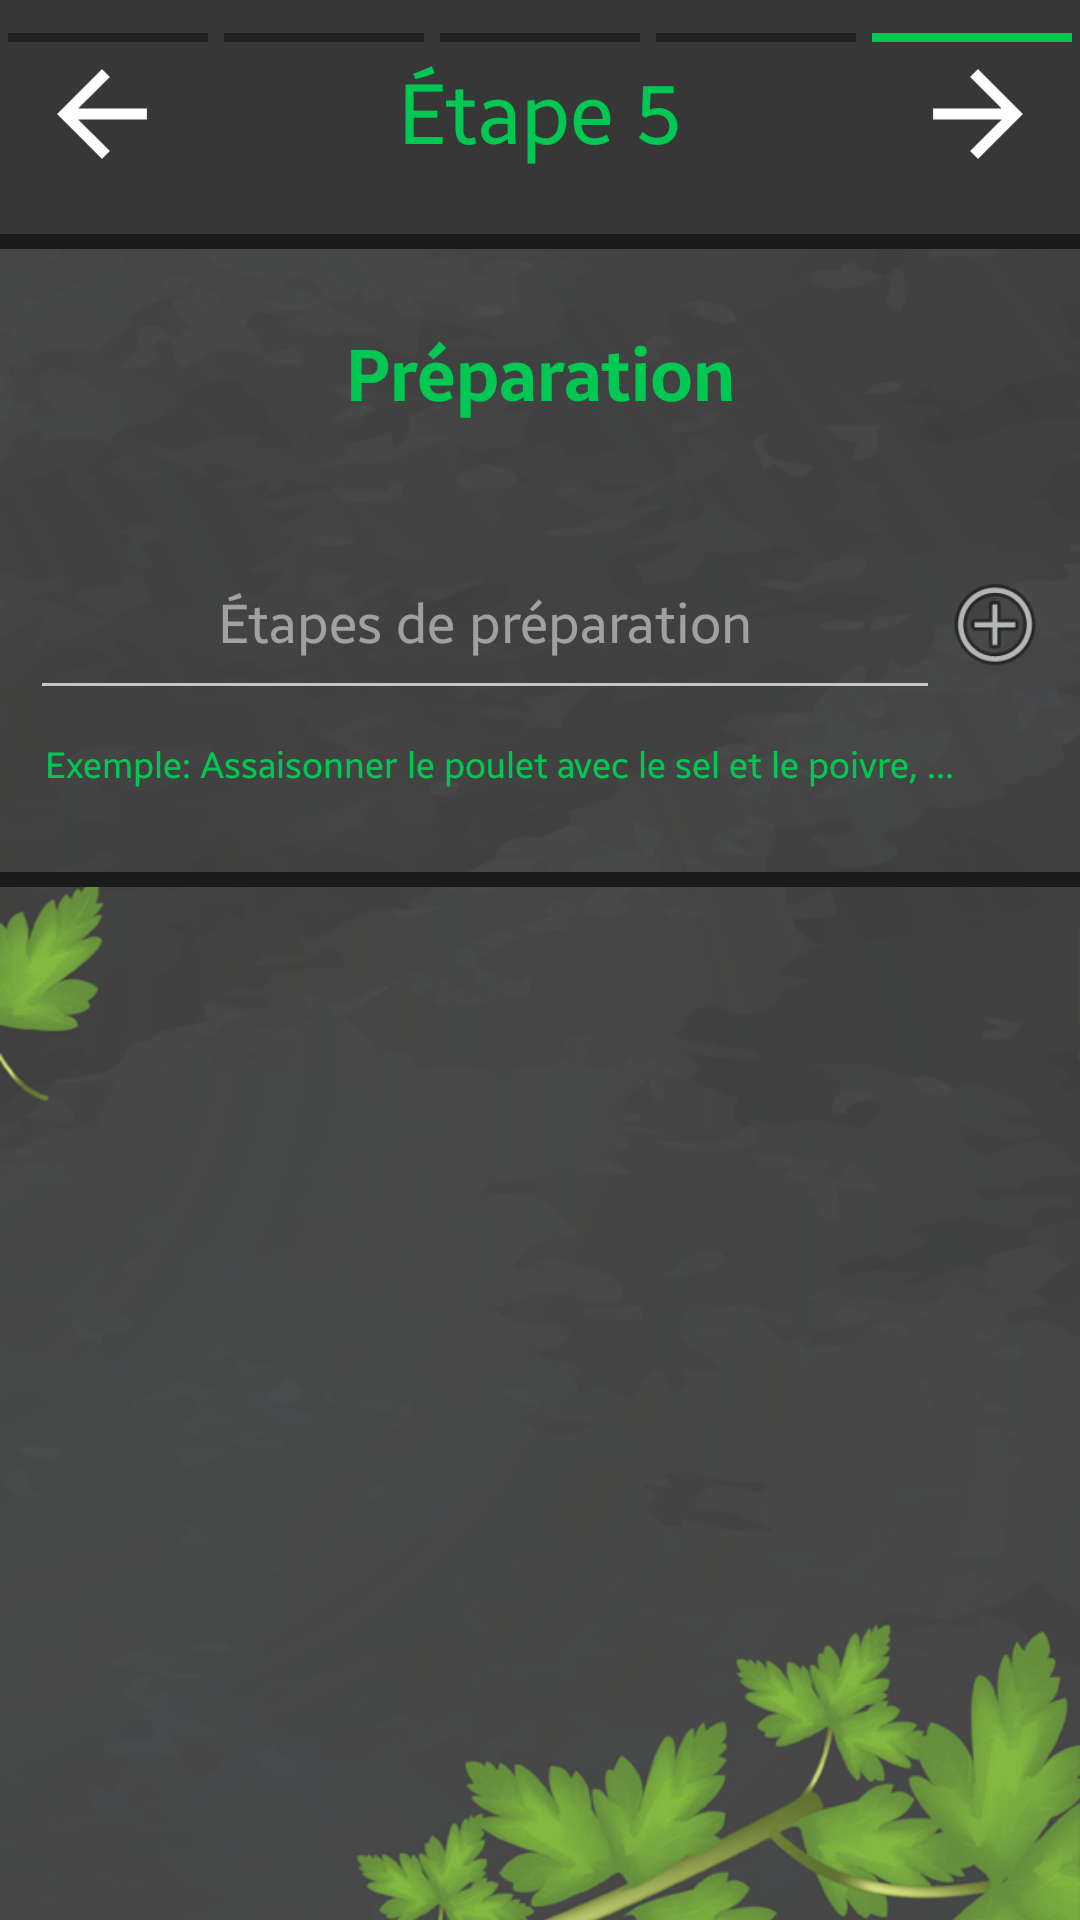 Étape 5
Préparation
Étapes de préparation
Exemple: Assaisonner le poulet avec le sel et le poivre, ...